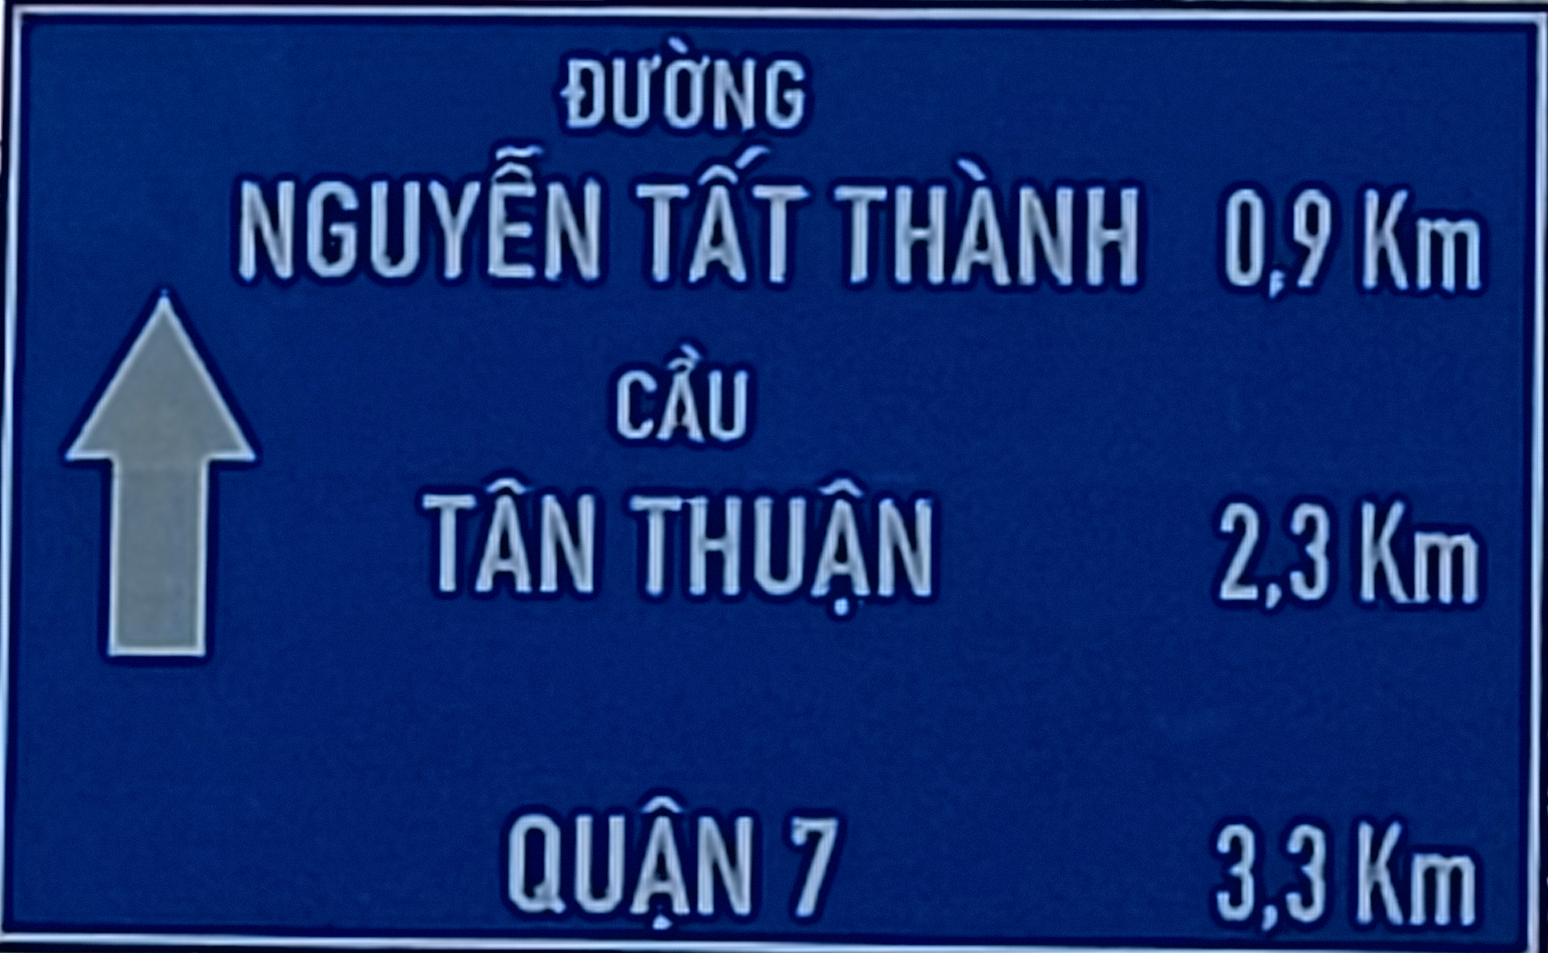 ĐƯỜNG
NGUYỄN TẤT THÀNH 0,9 Km
CẦU
TÂN THUẬN 2,3 Km
QUẬN 7 3,3 Km